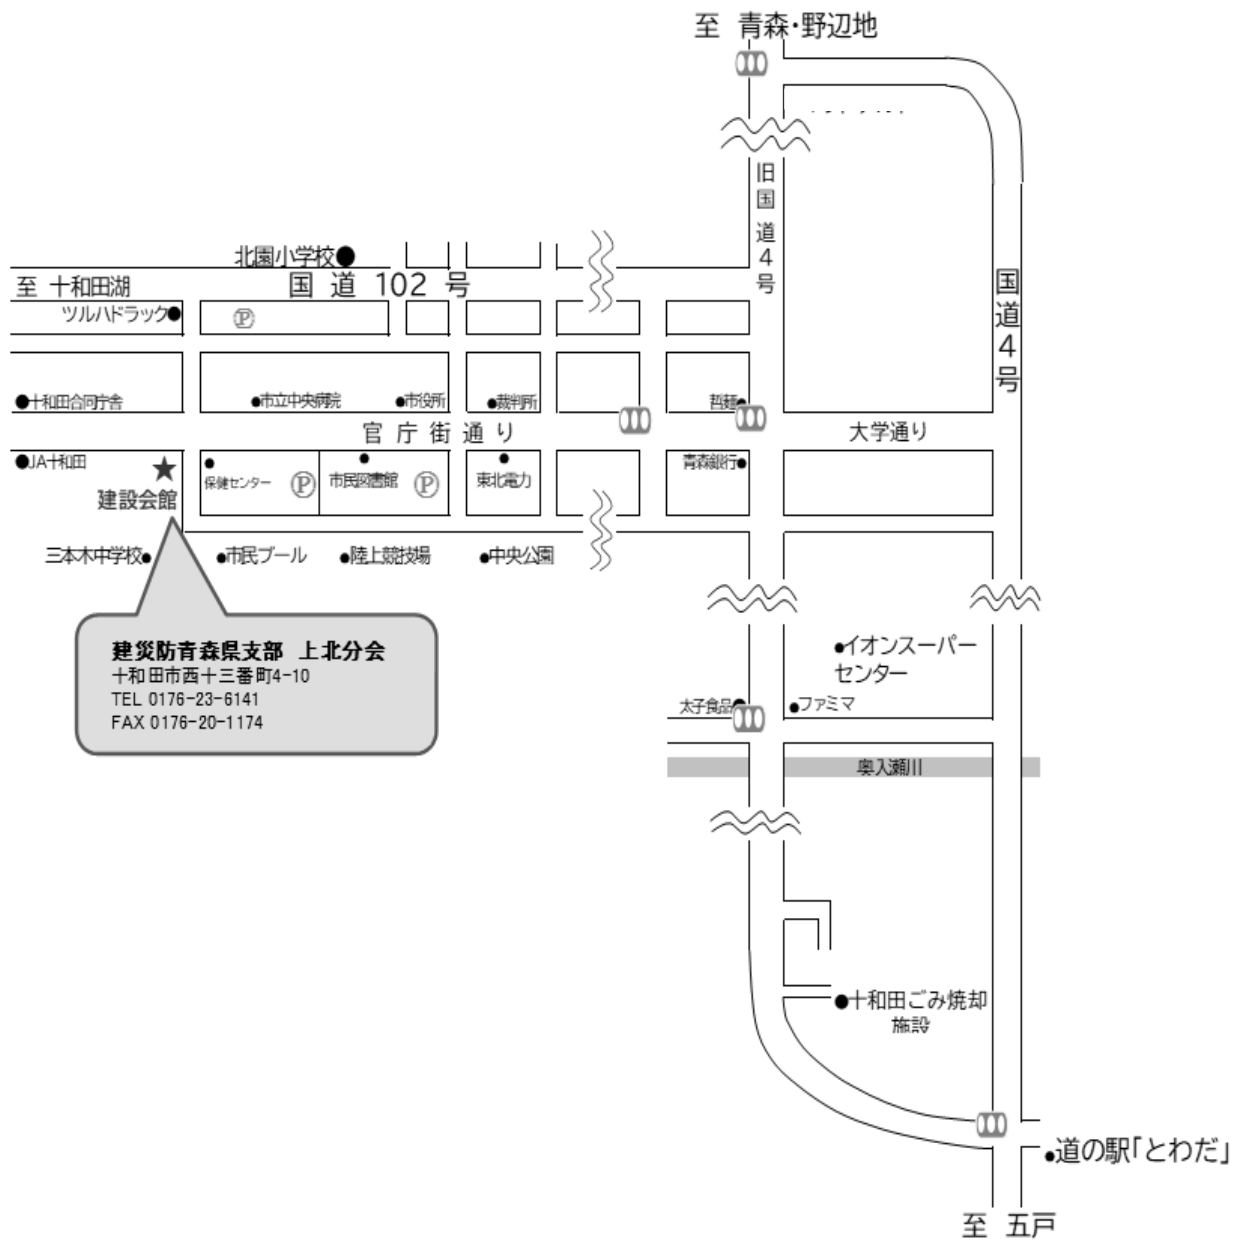 至 青森・野辺地
旧国道4号
北園小学校
至 十和田湖
国道 102 号
国道4号
ツルハドラック
P
十和田合同庁舎
市立中央病院
市役所
裁判所
哲麺
官庁街通り
大学通り
JA十和田
建設会館
保健センター
P
市民図書館
P
東北電力
青森銀行
三本木中学校
市民プール
陸上競技場
中央公園
建災防青森県支部 上北分会
十和田市西十三番町4-10
TEL 0176-23-6141
FAX 0176-20-1174
イオンスーパー
センター
太子食品
ファミマ
奥入瀬川
十和田ごみ焼却
施設
道の駅「とわだ」
至 五戸